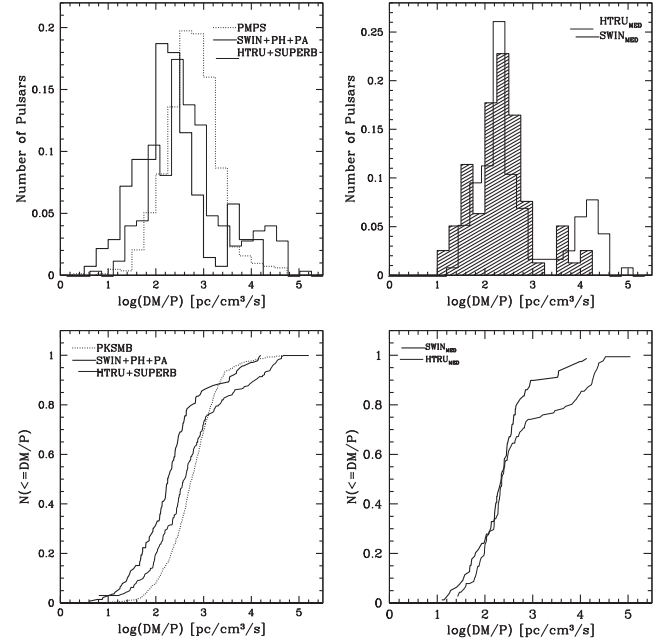 PMPS
SWIN+PH+PA
HTRU+SUPERB
Number of Pulsars
0.2
0.15
0.1
0.05
0
0 1 2 3 4 5
log(DM/P) [pc/cm³/s]
HTRU_MED
SWIN_MED
Number of Pulsars
0.25
0.2
0.15
0.1
0.05
0
0 1 2 3 4 5
log(DM/P) [pc/cm³/s]
PKSMB
SWIN+PH+PA
HTRU+SUPERB
N(<=DM/P)
1
0.8
0.6
0.4
0.2
0
0 1 2 3 4 5
log(DM/P) [pc/cm³/s]
SWIN_MED
HTRU_MED
N(<=DM/P)
1
0.8
0.6
0.4
0.2
0
0 1 2 3 4 5
log(DM/P) [pc/cm³/s]